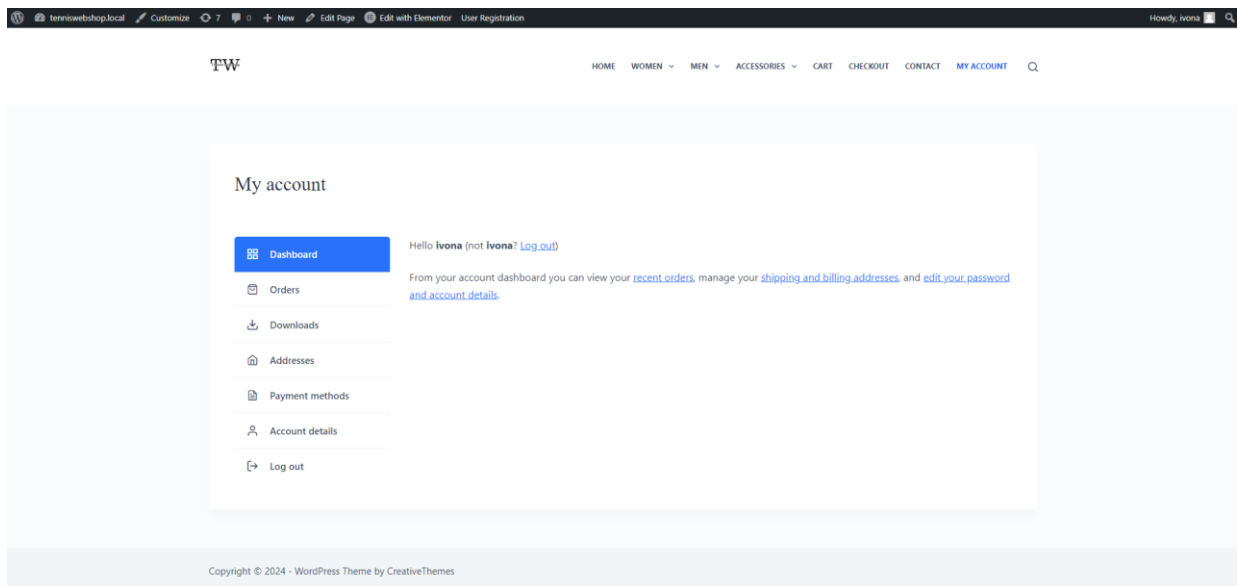 tenniswebshop.local Customize 7 0 New Edit Page Edit with Elementor User Registration Howdy, ivona
TW HOME WOMEN MEN ACCESSORIES CART CHECKOUT CONTACT MY ACCOUNT
My account
Dashboard
Orders
Downloads
Addresses
Payment methods
Account details
Log out
Hello ivona (not ivona? Log out)
From your account dashboard you can view your recent orders, manage your shipping and billing addresses, and edit your password
and account details.
Copyright © 2024 - WordPress Theme by CreativeThemes